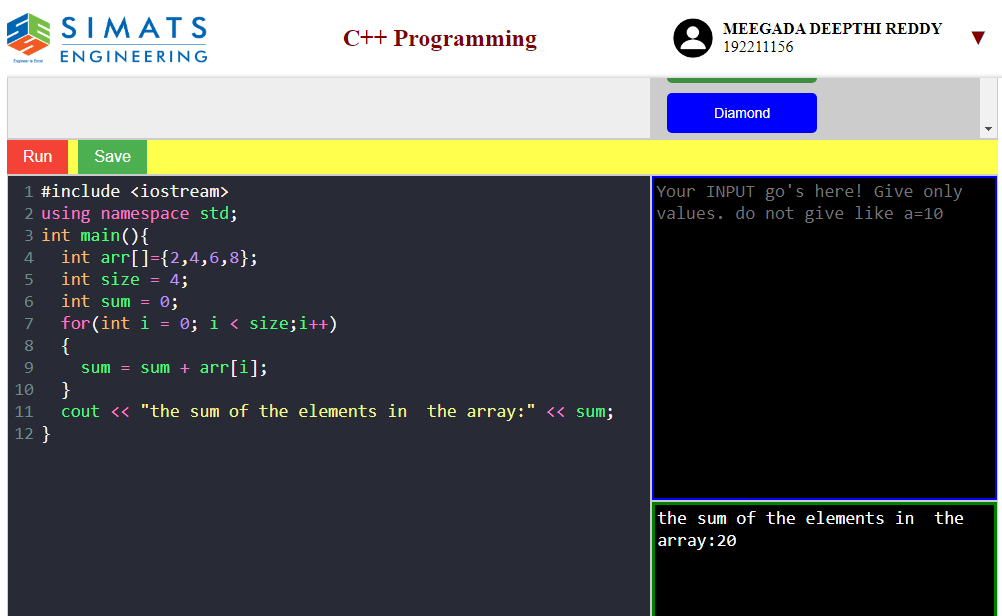 SIMATS
ENGINEERING
Engineer to Excel
C++ Programming
MEEGADA DEEPTHI REDDY
192211156
▼
Diamond
Run
Save
1 #include <iostream>
2 using namespace std;
3 int main(){
4   int arr[]={2,4,6,8};
5   int size = 4;
6   int sum = 0;
7   for(int i = 0; i < size;i++)
8   {
9     sum = sum + arr[i];
10   }
11   cout << "the sum of the elements in  the array:" << sum;
12 }
Your INPUT go's here! Give only
values. do not give like a=10
the sum of the elements in  the
array:20